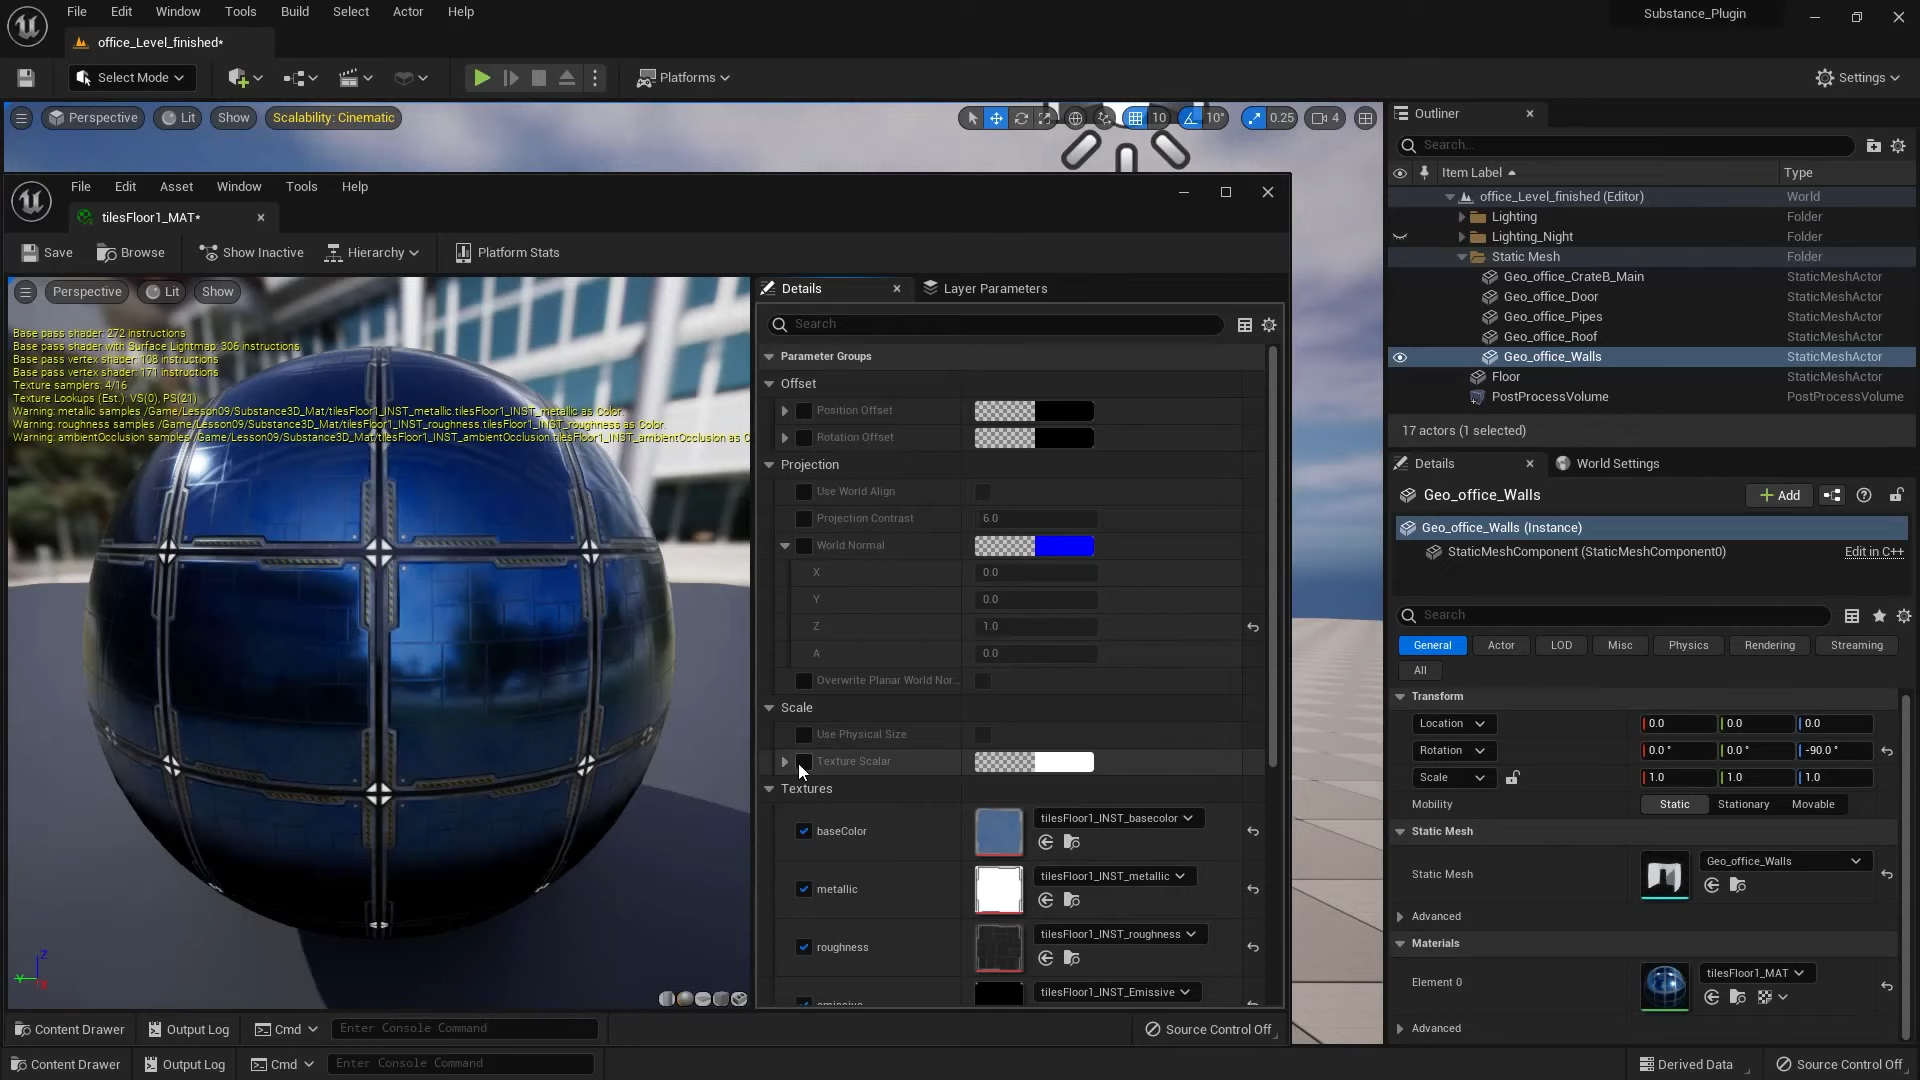 File Edit Window Tools Build Select Actor Help
Substance_Plugin
office_Level_finished*
Select Mode
Platforms
Settings
Perspective Lit Show Scalability: Cinematic
10 10° 0.25 4
Outliner
Search...
Item Label Type
office_Level_finished (Editor) World
Lighting Folder
Lighting_Night Folder
Static Mesh Folder
Geo_office_CrateB_Main StaticMeshActor
Geo_office_Door StaticMeshActor
Geo_office_Pipes StaticMeshActor
Geo_office_Roof StaticMeshActor
Geo_office_Walls StaticMeshActor
Floor StaticMeshActor
PostProcessVolume PostProcessVolume
17 actors (1 selected)
File Edit Asset Window Tools Help
tilesFloor1_MAT*
Save Browse Show Inactive Hierarchy Platform Stats
Perspective Lit Show
Base pass shader: 272 instructions
Base pass shader with Surface Lightmap: 306 instructions
Base pass vertex shader: 108 instructions
Base pass vertex shader: 171 instructions
Texture samplers: 4/16
Texture Lookups (Est.): VS(0), PS(21)
Warning: metallic samples /Game/Lesson09/Substance3D_Mat/tilesFloor1_INST_metallic.tilesFloor1_INST_metallic as Color.
Warning: roughness samples /Game/Lesson09/Substance3D_Mat/tilesFloor1_INST_roughness.tilesFloor1_INST_roughness as Color.
Warning: ambientOcclusion samples /Game/Lesson09/Substance3D_Mat/tilesFloor1_INST_ambientOcclusion.tilesFloor1_INST_ambientOcclusion as C
Z
Y
X
Details Layer Parameters
Search
Parameter Groups
Offset
Position Offset
Rotation Offset
Projection
Use World Align
Projection Contrast 6.0
World Normal
X 0.0
Y 0.0
Z 1.0
A 0.0
Overwrite Planar World Nor...
Scale
Use Physical Size
Texture Scalar
Textures
baseColor tilesFloor1_INST_basecolor
metallic tilesFloor1_INST_metallic
roughness tilesFloor1_INST_roughness
emissive tilesFloor1_INST_Emissive
Content Drawer Output Log Cmd Enter Console Command Source Control Off
Details World Settings
Geo_office_Walls Add
Geo_office_Walls (Instance)
StaticMeshComponent (StaticMeshComponent0) Edit in C++
Search
General Actor LOD Misc Physics Rendering Streaming
All
Transform
Location 0.0 0.0 0.0
Rotation 0.0 ° 0.0 ° -90.0 °
Scale 1.0 1.0 1.0
Mobility Static Stationary Movable
Static Mesh
Static Mesh Geo_office_Walls
Advanced
Materials
Element 0 tilesFloor1_MAT
Advanced
Content Drawer Output Log Cmd Enter Console Command Derived Data Source Control Off